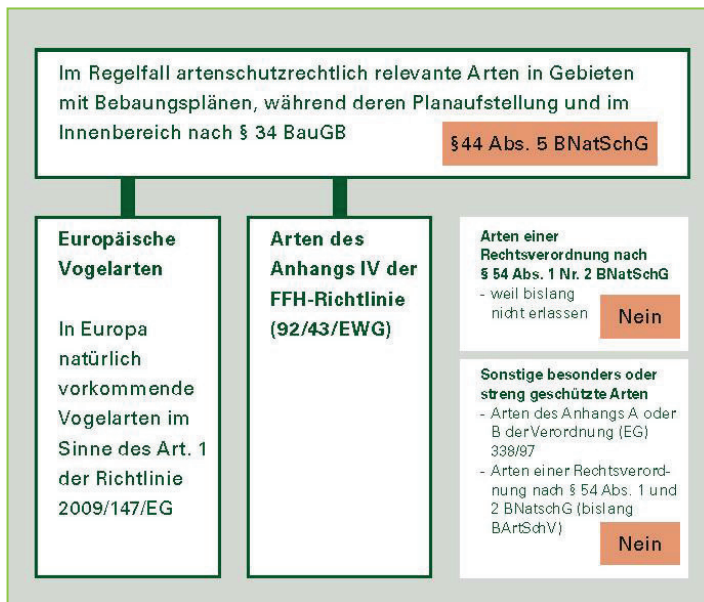 Im Regelfall artenschutzrechtlich relevante Arten in Gebieten
mit Bebaungsplänen, während deren Planaufstellung und im
Innenbereich nach § 34 BauGB
§44 Abs. 5 BNatSchG
Europäische
Vogelarten
In Europa
natürlich
vorkommende
Vogelarten im
Sinne des Art. 1
der Richtlinie
2009/147/EG
Arten des
Anhangs IV der
FFH-Richtlinie
(92/43/EWG)
Arten einer
Rechtsverordnung nach
§ 54 Abs. 1 Nr. 2 BNatSchG
- weil bislang
nicht erlassen
Nein
Sonstige besonders oder
streng geschützte Arten
- Arten des Anhangs A oder
B der Verordnung (EG)
338/97
- Arten einer Rechtsverord-
nung nach § 54 Abs. 1 und
2 BNatschG (bislang
BArtSchV)
Nein